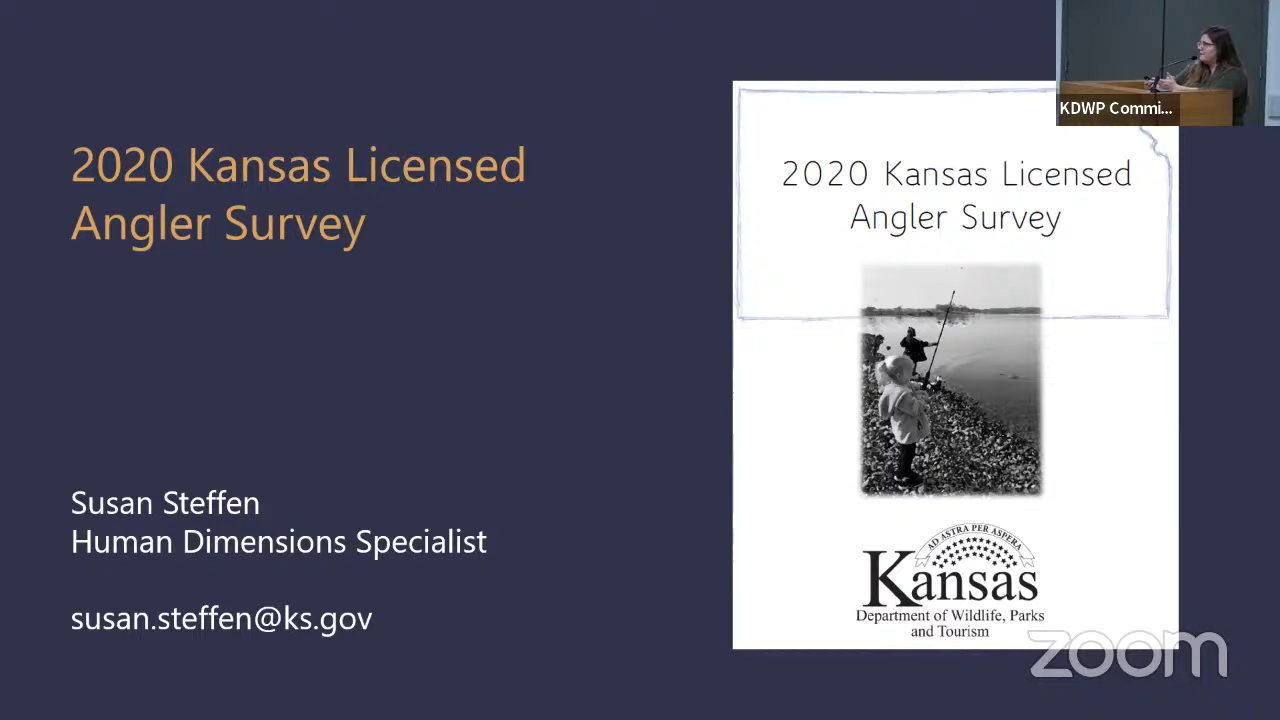 2020 Kansas Licensed
Angler Survey
Susan Steffen
Human Dimensions Specialist
susan.steffen@ks.gov
2020 Kansas Licensed
Angler Survey
AD ASTRA PER ASPERA
Kansas
Department of Wildlife, Parks
and Tourism
KDWP Commi...
zoom